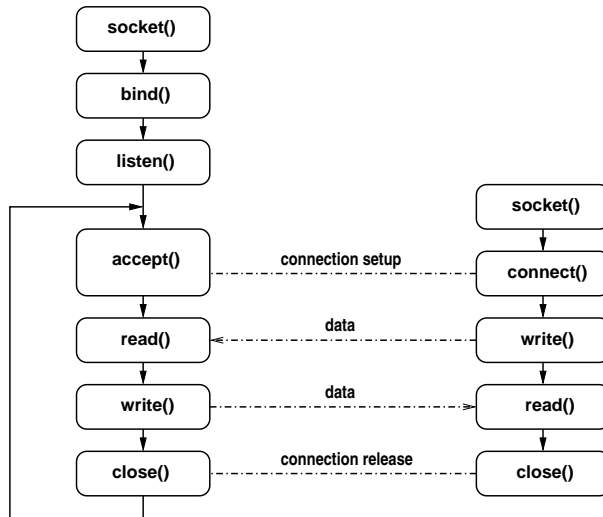 socket()
bind()
listen()
socket()
accept()
connection setup
connect()
read()
data
write()
write()
data
read()
close()
connection release
close()